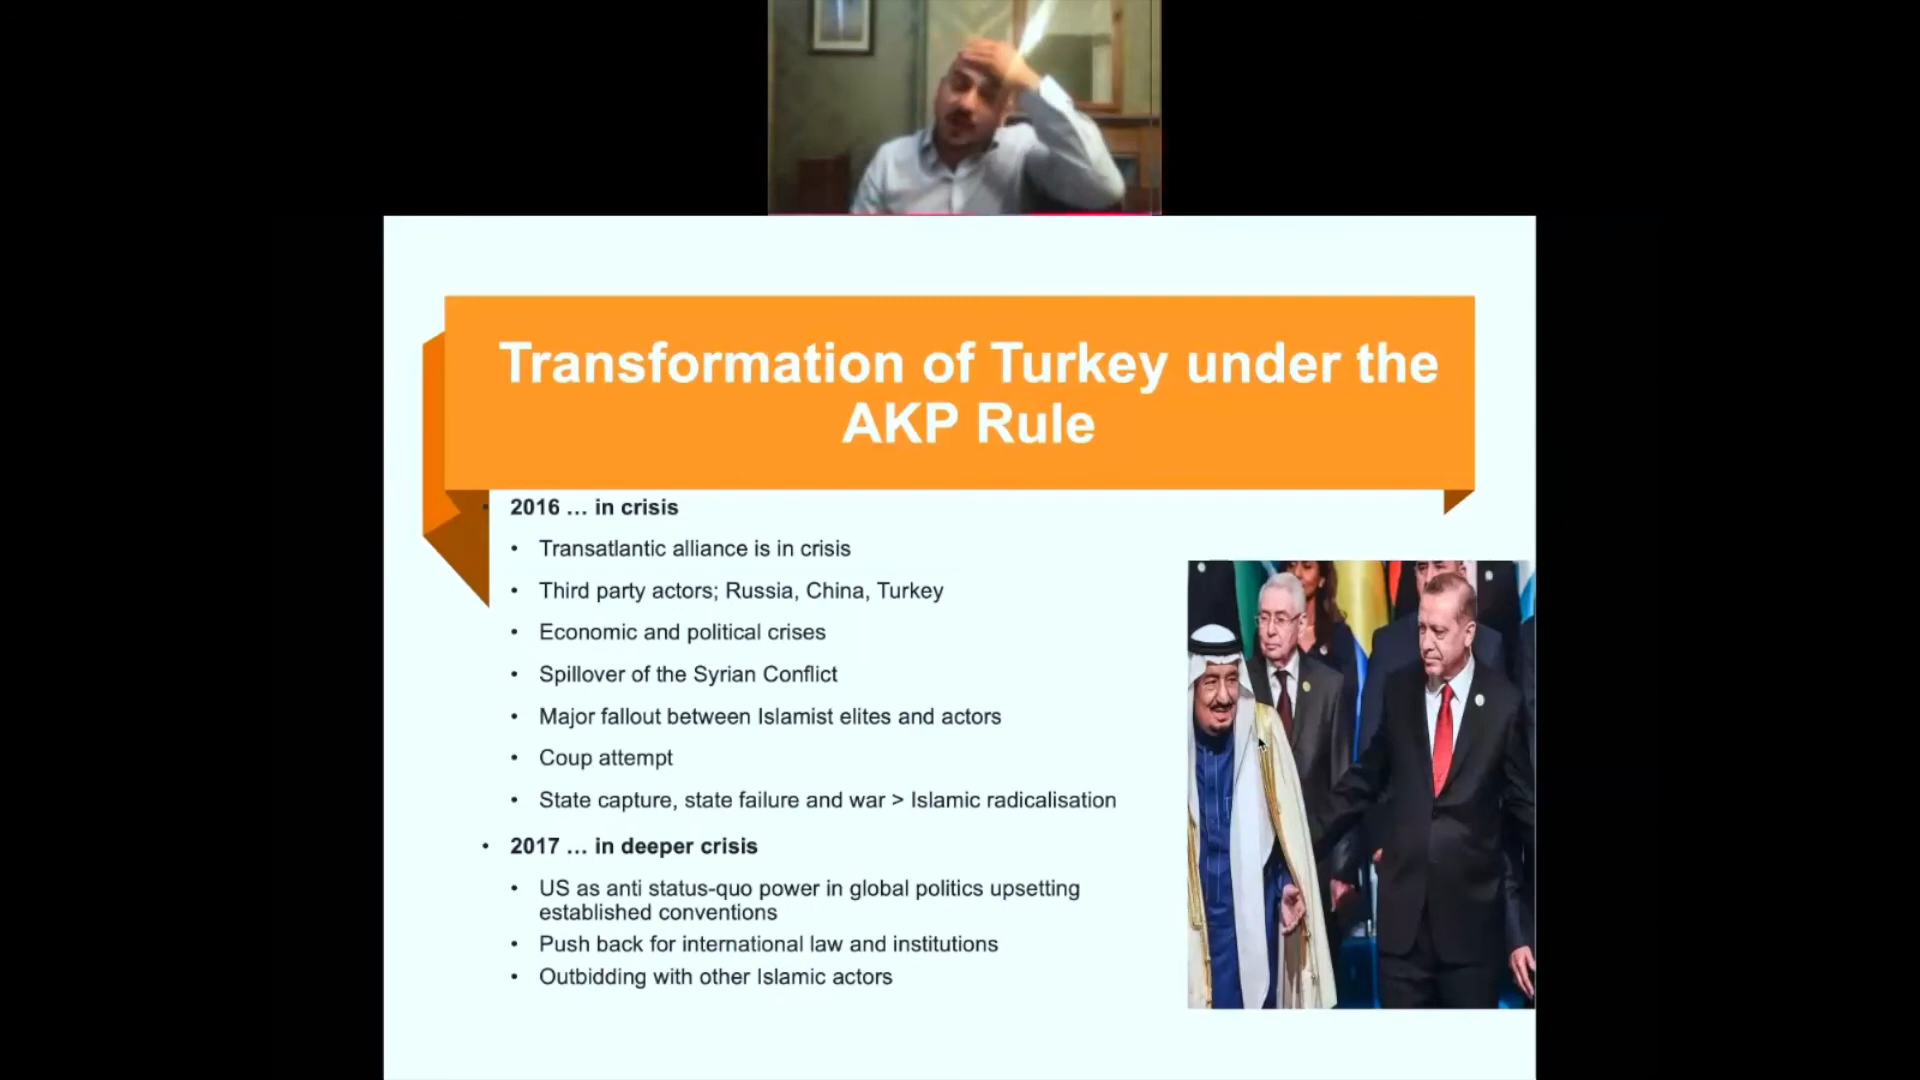 Transformation of Turkey under the
AKP Rule
• 2016 … in crisis
• Transatlantic alliance is in crisis
• Third party actors; Russia, China, Turkey
• Economic and political crises
• Spillover of the Syrian Conflict
• Major fallout between Islamist elites and actors
• Coup attempt
• State capture, state failure and war > Islamic radicalisation
• 2017 … in deeper crisis
• US as anti status-quo power in global politics upsetting
established conventions
• Push back for international law and institutions
• Outbidding with other Islamic actors